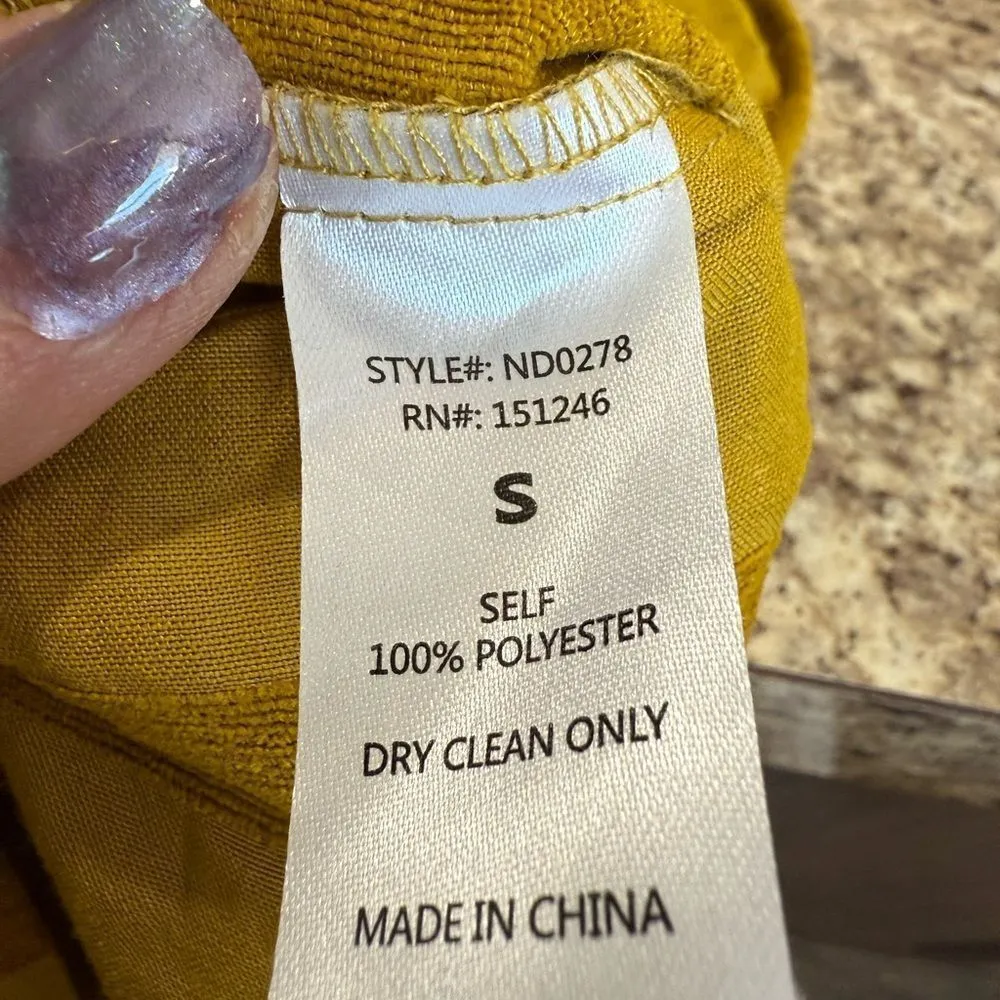 STYLE#: ND0278
RN#: 151246
S
SELF
100% POLYESTER
DRY CLEAN ONLY
MADE IN CHINA